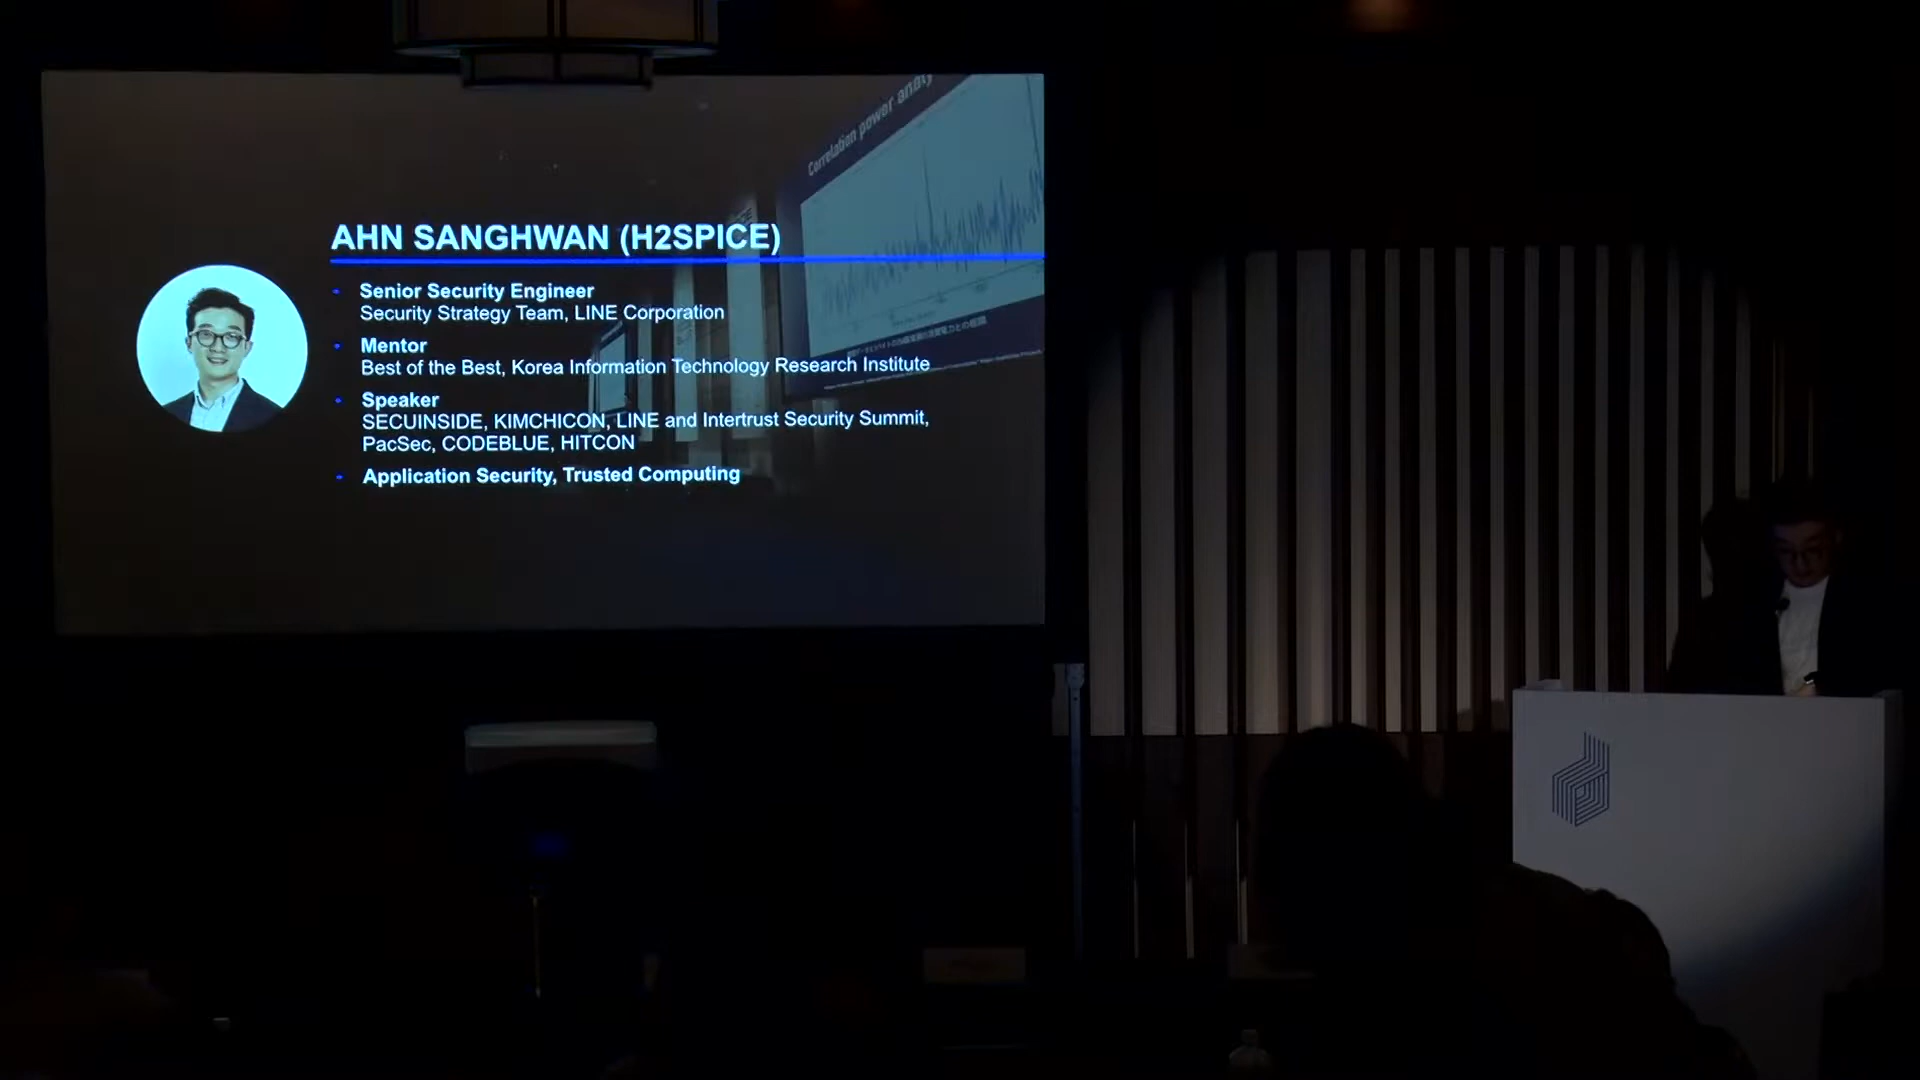 Correlation power analy
AHN SANGHWAN (H2SPICE)
Senior Security Engineer
Security Strategy Team, LINE Corporation
Mentor
Best of the Best, Korea Information Technology Research Institute
Speaker
SECUINSIDE, KIMCHICON, LINE and Intertrust Security Summit,
PacSec, CODEBLUE, HITCON
Application Security, Trusted Computing